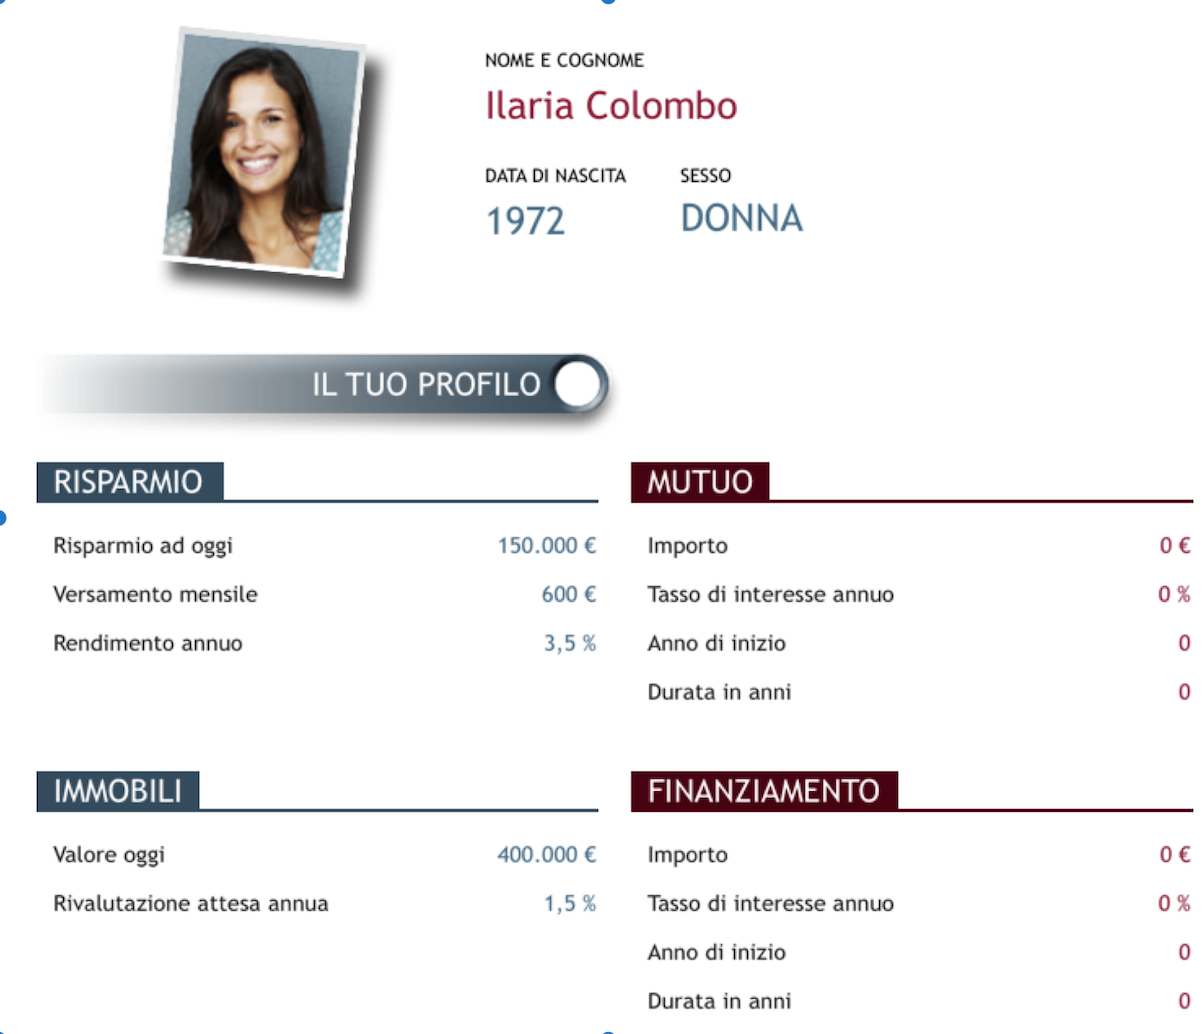 NOME E COGNOME
Ilaria Colombo
DATA DI NASCITA SESSO
1972 DONNA
IL TUO PROFILO
RISPARMIO
Risparmio ad oggi 150.000 €
Versamento mensile 600 €
Rendimento annuo 3,5 %
MUTUO
Importo 0 €
Tasso di interesse annuo 0 %
Anno di inizio 0
Durata in anni 0
IMMOBILI
Valore oggi 400.000 €
Rivalutazione attesa annua 1,5 %
FINANZIAMENTO
Importo 0 €
Tasso di interesse annuo 0 %
Anno di inizio 0
Durata in anni 0